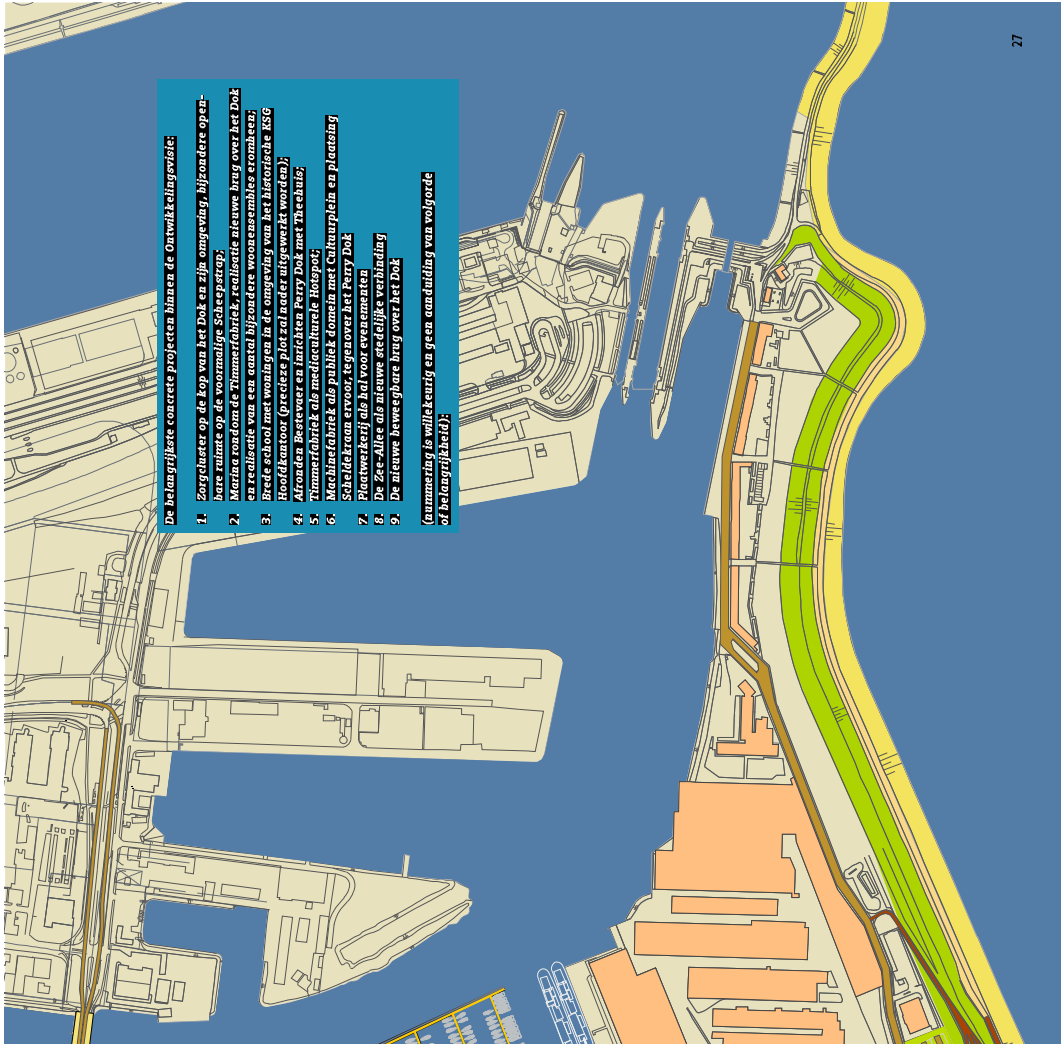 De belangrijkste concrete projecten binnen de Ontwikkelingsvisie:
1. Zorgcluster op de kop van het Dok en zijn omgeving, bijzondere open-
bare ruimte op de voormalige Scheepstrap;
2. Marina rondom de Timmerfabriek, realisatie nieuwe brug over het Dok
en realisatie van een aantal bijzondere woonensembles eromheen;
3. Brede school met woningen in de omgeving van het historische KSG
Hoofdkantoor (precieze plot zal nader uitgewerkt worden);
4. Afronden Bestevaer en inrichten Perry Dok met Theehuis;
5. Timmerfabriek als mediaculturele Hotspot;
6. Machinefabriek als publiek domein met Cultuurplein en plaatsing
Scheldekraan ervoor, tegenover het Perry Dok
7. Plaatwerkerij als hal voor evenementen
8. De Zee-Allee als nieuwe stedelijke verbinding
9. De nieuwe beweegbare brug over het Dok
(nummering is willekeurig en geen aanduiding van volgorde
of belangrijkheid);
27